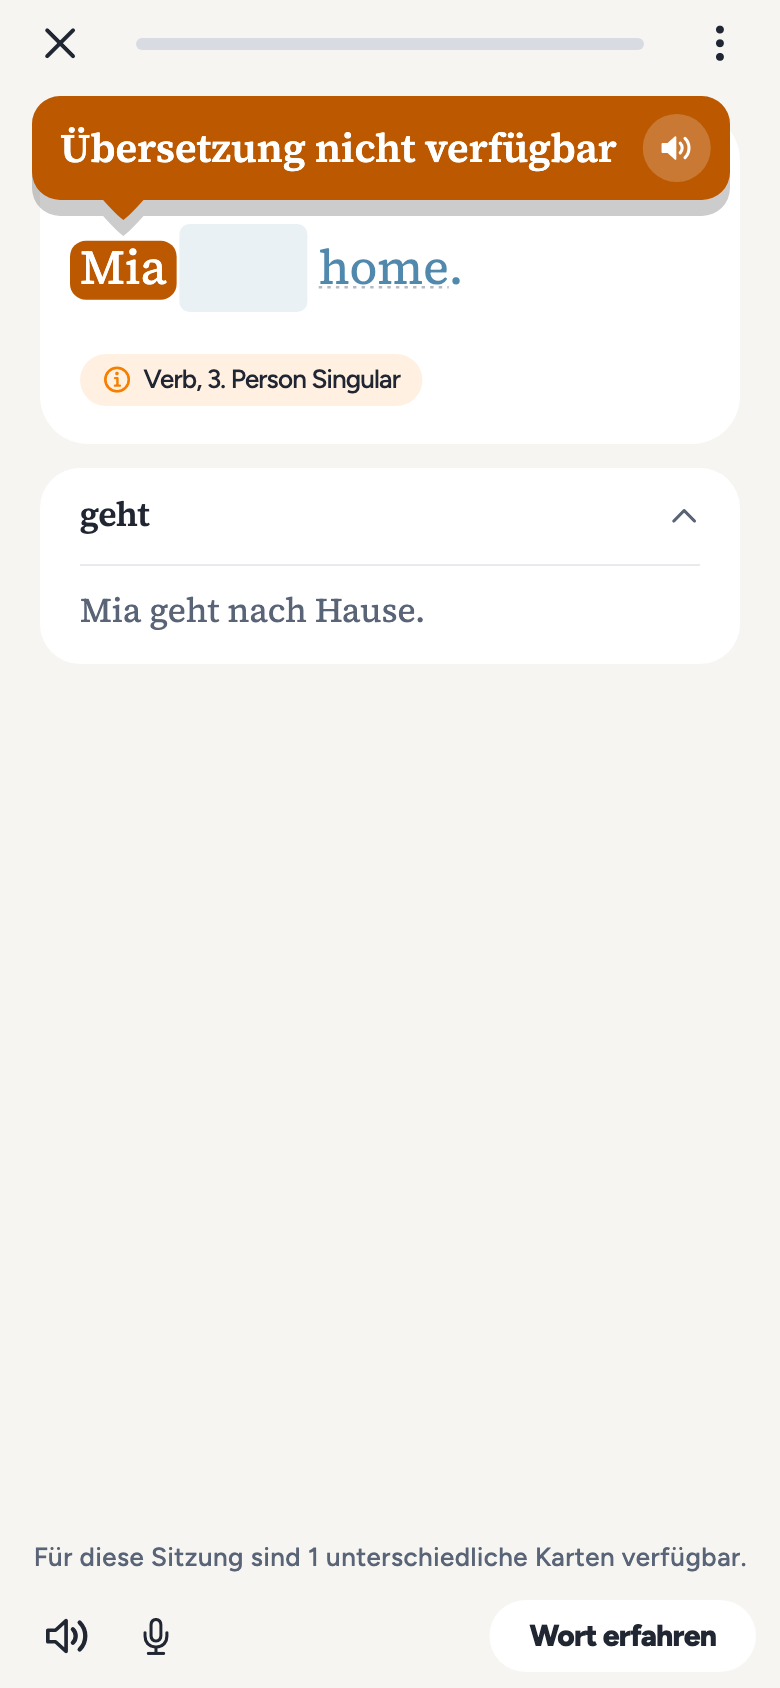 Übersetzung nicht verfügbar
Mia home.
Verb, 3. Person Singular
geht
Mia geht nach Hause.
Für diese Sitzung sind 1 unterschiedliche Karten verfügbar.
Wort erfahren